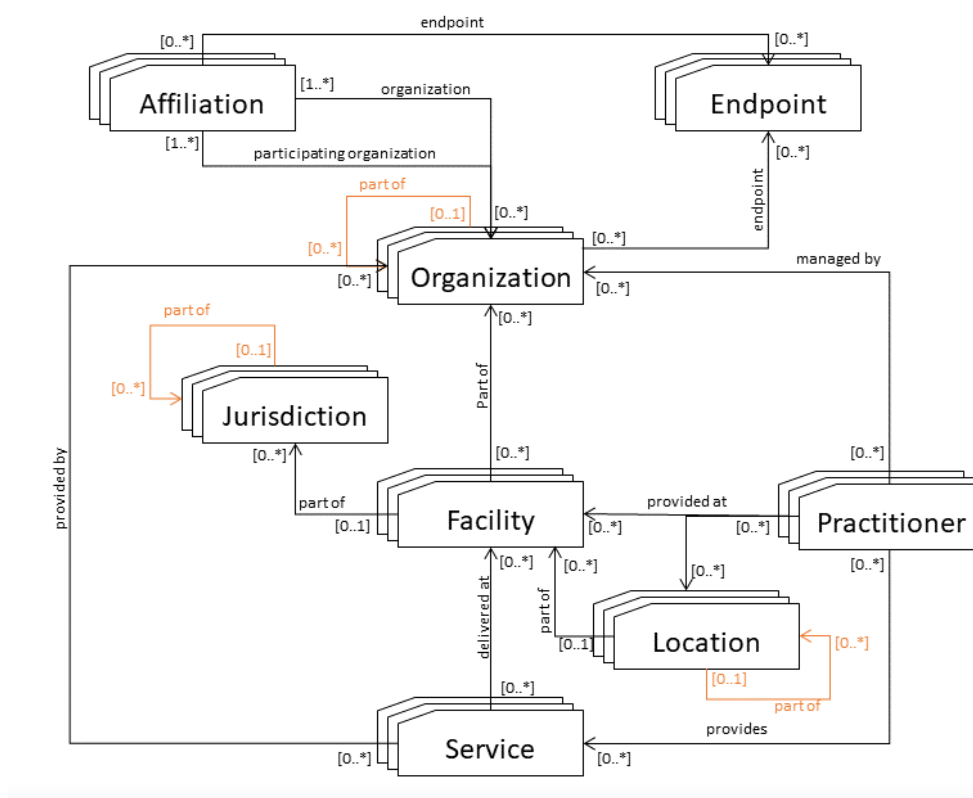 endpoint
[0..*]
[0..*]
Affiliation
[1..*]
organization
Endpoint
[1..*]
participating organization
[0..*]
endpoint
part of
[0..1]
[0..*]
[0..*]
[0..*]
Organization
[0..*]
managed by
[0..*]
part of
[0..1]
[0..*]
[0..*]
Jurisdiction
Part of
[0..*]
[0..*]
[0..*]
provided by
part of
[0..1]
Facility
provided at
[0..*]
[0..*]
Practitioner
[0..*]
[0..*]
[0..*]
[0..*]
delivered at
part of
[0..1]
Location
[0..*]
[0..1]
part of
[0..*]
provides
[0..*]
Service
[0..*]